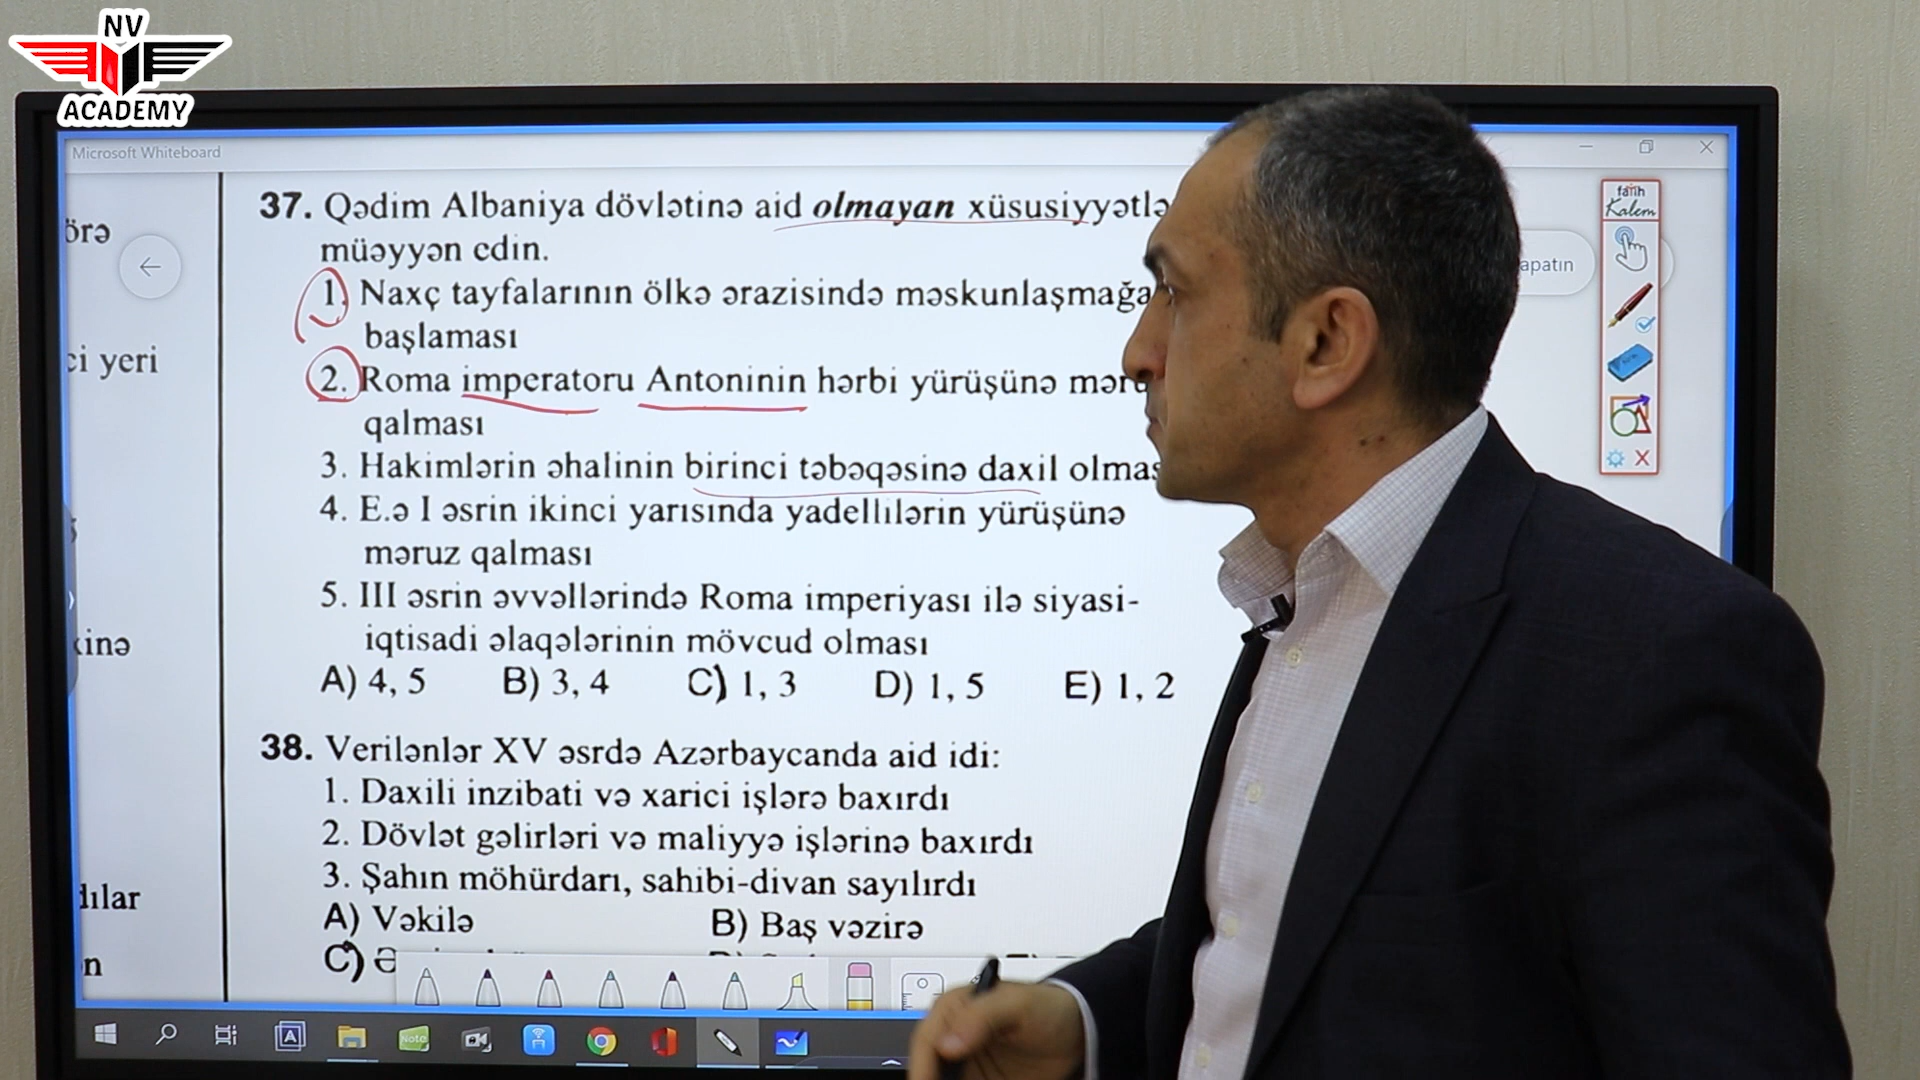 NV
ACADEMY
Microsoft Whiteboard
fatih
Kalem
apatın
örə
ci yeri
kinə
dılar
n
37. Qədim Albaniya dövlətinə aid olmayan xüsusiyyətlə
müəyyən edin.
1. Naxç tayfalarının ölkə ərazisində məskunlaşmağa
başlaması
2. Roma imperatoru Antoninin hərbi yürüşünə məru
qalması
3. Hakimlərin əhalinin birinci təbəqəsinə daxil olmas
4. E.ə I əsrin ikinci yarısında yadellilərin yürüşünə
məruz qalması
5. III əsrin əvvəllərində Roma imperiyası ilə siyasi-
iqtisadi əlaqələrinin mövcud olması
A) 4, 5 B) 3, 4 C) 1, 3 D) 1, 5 E) 1, 2
38. Verilənlər XV əsrdə Azərbaycanda aid idi:
1. Daxili inzibati və xarici işlərə baxırdı
2. Dövlət gəlirləri və maliyyə işlərinə baxırdı
3. Şahın möhürdarı, sahibi-divan sayılırdı
A) Vəkilə B) Baş vəzirə
C) Ə